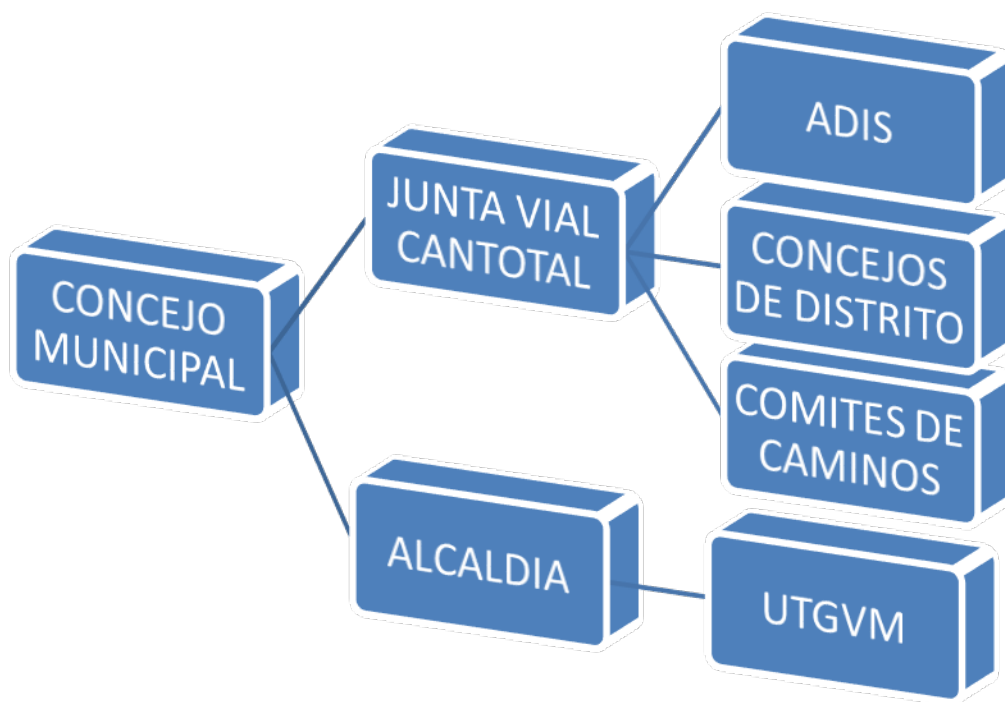 CONCEJO
MUNICIPAL
JUNTA VIAL
CANTOTAL
ADIS
CONCEJOS
DE DISTRITO
COMITES DE
CAMINOS
ALCALDIA
UTGVM